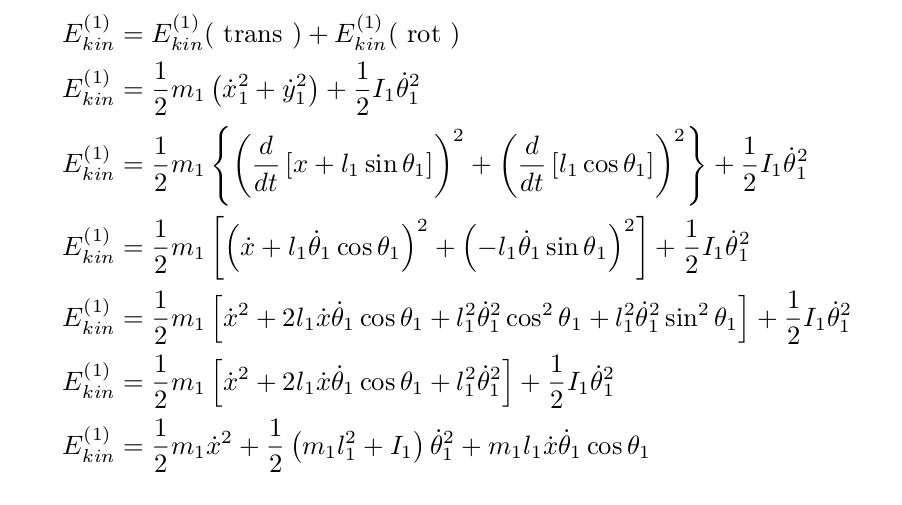 E_{kin}^{(1)} = E_{kin}^{(1)}( trans ) + E_{kin}^{(1)}( rot )
E_{kin}^{(1)} = \frac{1}{2} m_1 \left( \dot{x}_1^2 + \dot{y}_1^2 \right) + \frac{1}{2} I_1 \dot{\theta}_1^2
E_{kin}^{(1)} = \frac{1}{2} m_1 \left\{ \left( \frac{d}{dt} [x + l_1 \sin \theta_1] \right)^2 + \left( \frac{d}{dt} [l_1 \cos \theta_1] \right)^2 \right\} + \frac{1}{2} I_1 \dot{\theta}_1^2
E_{kin}^{(1)} = \frac{1}{2} m_1 \left[ \left( \dot{x} + l_1 \dot{\theta}_1 \cos \theta_1 \right)^2 + \left( -l_1 \dot{\theta}_1 \sin \theta_1 \right)^2 \right] + \frac{1}{2} I_1 \dot{\theta}_1^2
E_{kin}^{(1)} = \frac{1}{2} m_1 \left[ \dot{x}^2 + 2 l_1 \dot{x} \dot{\theta}_1 \cos \theta_1 + l_1^2 \dot{\theta}_1^2 \cos^2 \theta_1 + l_1^2 \dot{\theta}_1^2 \sin^2 \theta_1 \right] + \frac{1}{2} I_1 \dot{\theta}_1^2
E_{kin}^{(1)} = \frac{1}{2} m_1 \left[ \dot{x}^2 + 2 l_1 \dot{x} \dot{\theta}_1 \cos \theta_1 + l_1^2 \dot{\theta}_1^2 \right] + \frac{1}{2} I_1 \dot{\theta}_1^2
E_{kin}^{(1)} = \frac{1}{2} m_1 \dot{x}^2 + \frac{1}{2} \left( m_1 l_1^2 + I_1 \right) \dot{\theta}_1^2 + m_1 l_1 \dot{x} \dot{\theta}_1 \cos \theta_1